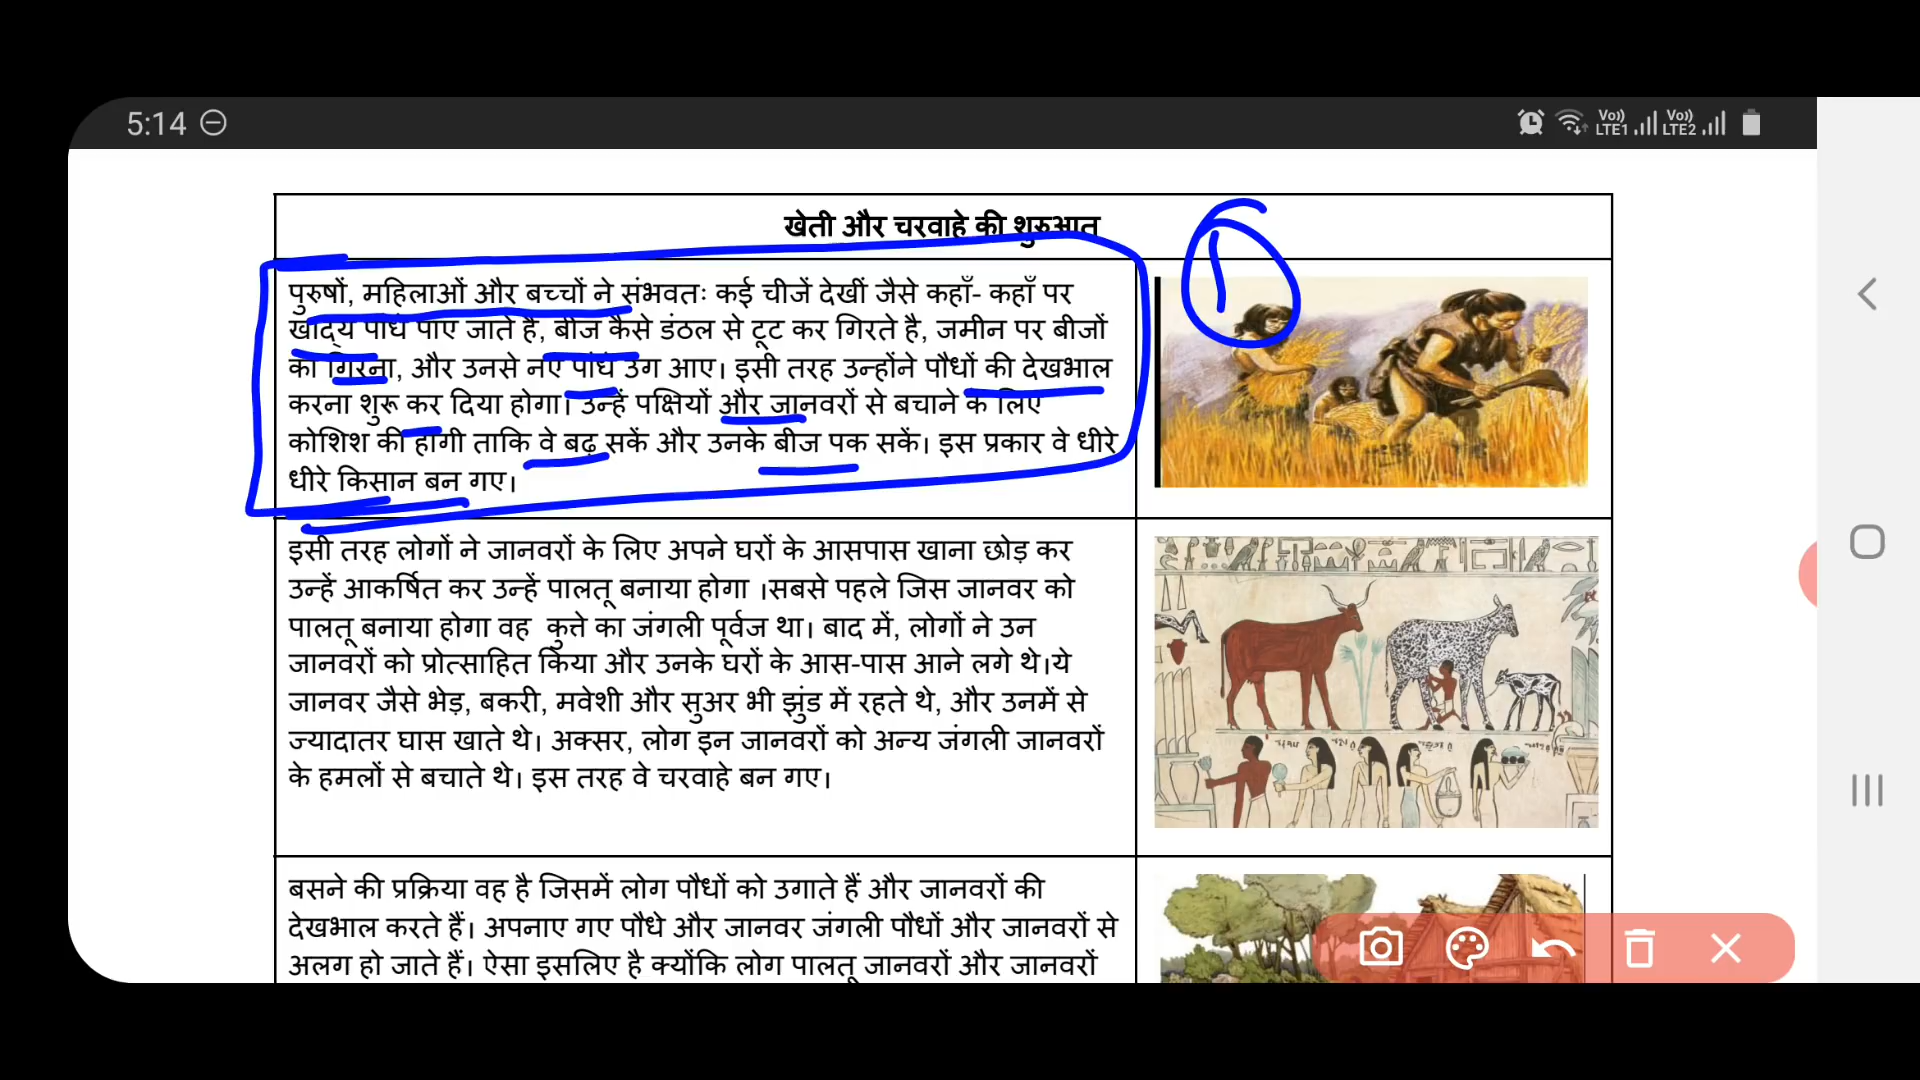 5:14
Vo)) LTE1 Vo)) LTE2
खेती और चरवाहे की शुरुआत
पुरुषों, महिलाओं और बच्चों ने संभवतः कई चीजें देखीं जैसे कहाँ- कहाँ पर
खाद्य पौधे पाए जाते है, बीज कैसे डंठल से टूट कर गिरते है, जमीन पर बीजों
का गिरना, और उनसे नए पौधे उग आए। इसी तरह उन्होंने पौधों की देखभाल
करना शुरू कर दिया होगा। उन्हें पक्षियों और जानवरों से बचाने के लिए
कोशिश की होगी ताकि वे बढ़ सकें और उनके बीज पक सकें। इस प्रकार वे धीरे
धीरे किसान बन गए।
1
इसी तरह लोगों ने जानवरों के लिए अपने घरों के आसपास खाना छोड़ कर
उन्हें आकर्षित कर उन्हें पालतू बनाया होगा ।सबसे पहले जिस जानवर को
पालतू बनाया होगा वह कुत्ते का जंगली पूर्वज था। बाद में, लोगों ने उन
जानवरों को प्रोत्साहित किया और उनके घरों के आस-पास आने लगे थे।ये
जानवर जैसे भेड़, बकरी, मवेशी और सुअर भी झुंड में रहते थे, और उनमें से
ज्यादातर घास खाते थे। अक्सर, लोग इन जानवरों को अन्य जंगली जानवरों
के हमलों से बचाते थे। इस तरह वे चरवाहे बन गए।
बसने की प्रक्रिया वह है जिसमें लोग पौधों को उगाते हैं और जानवरों की
देखभाल करते हैं। अपनाए गए पौधे और जानवर जंगली पौधों और जानवरों से
अलग हो जाते हैं। ऐसा इसलिए है क्योंकि लोग पालतू जानवरों और जानवरों